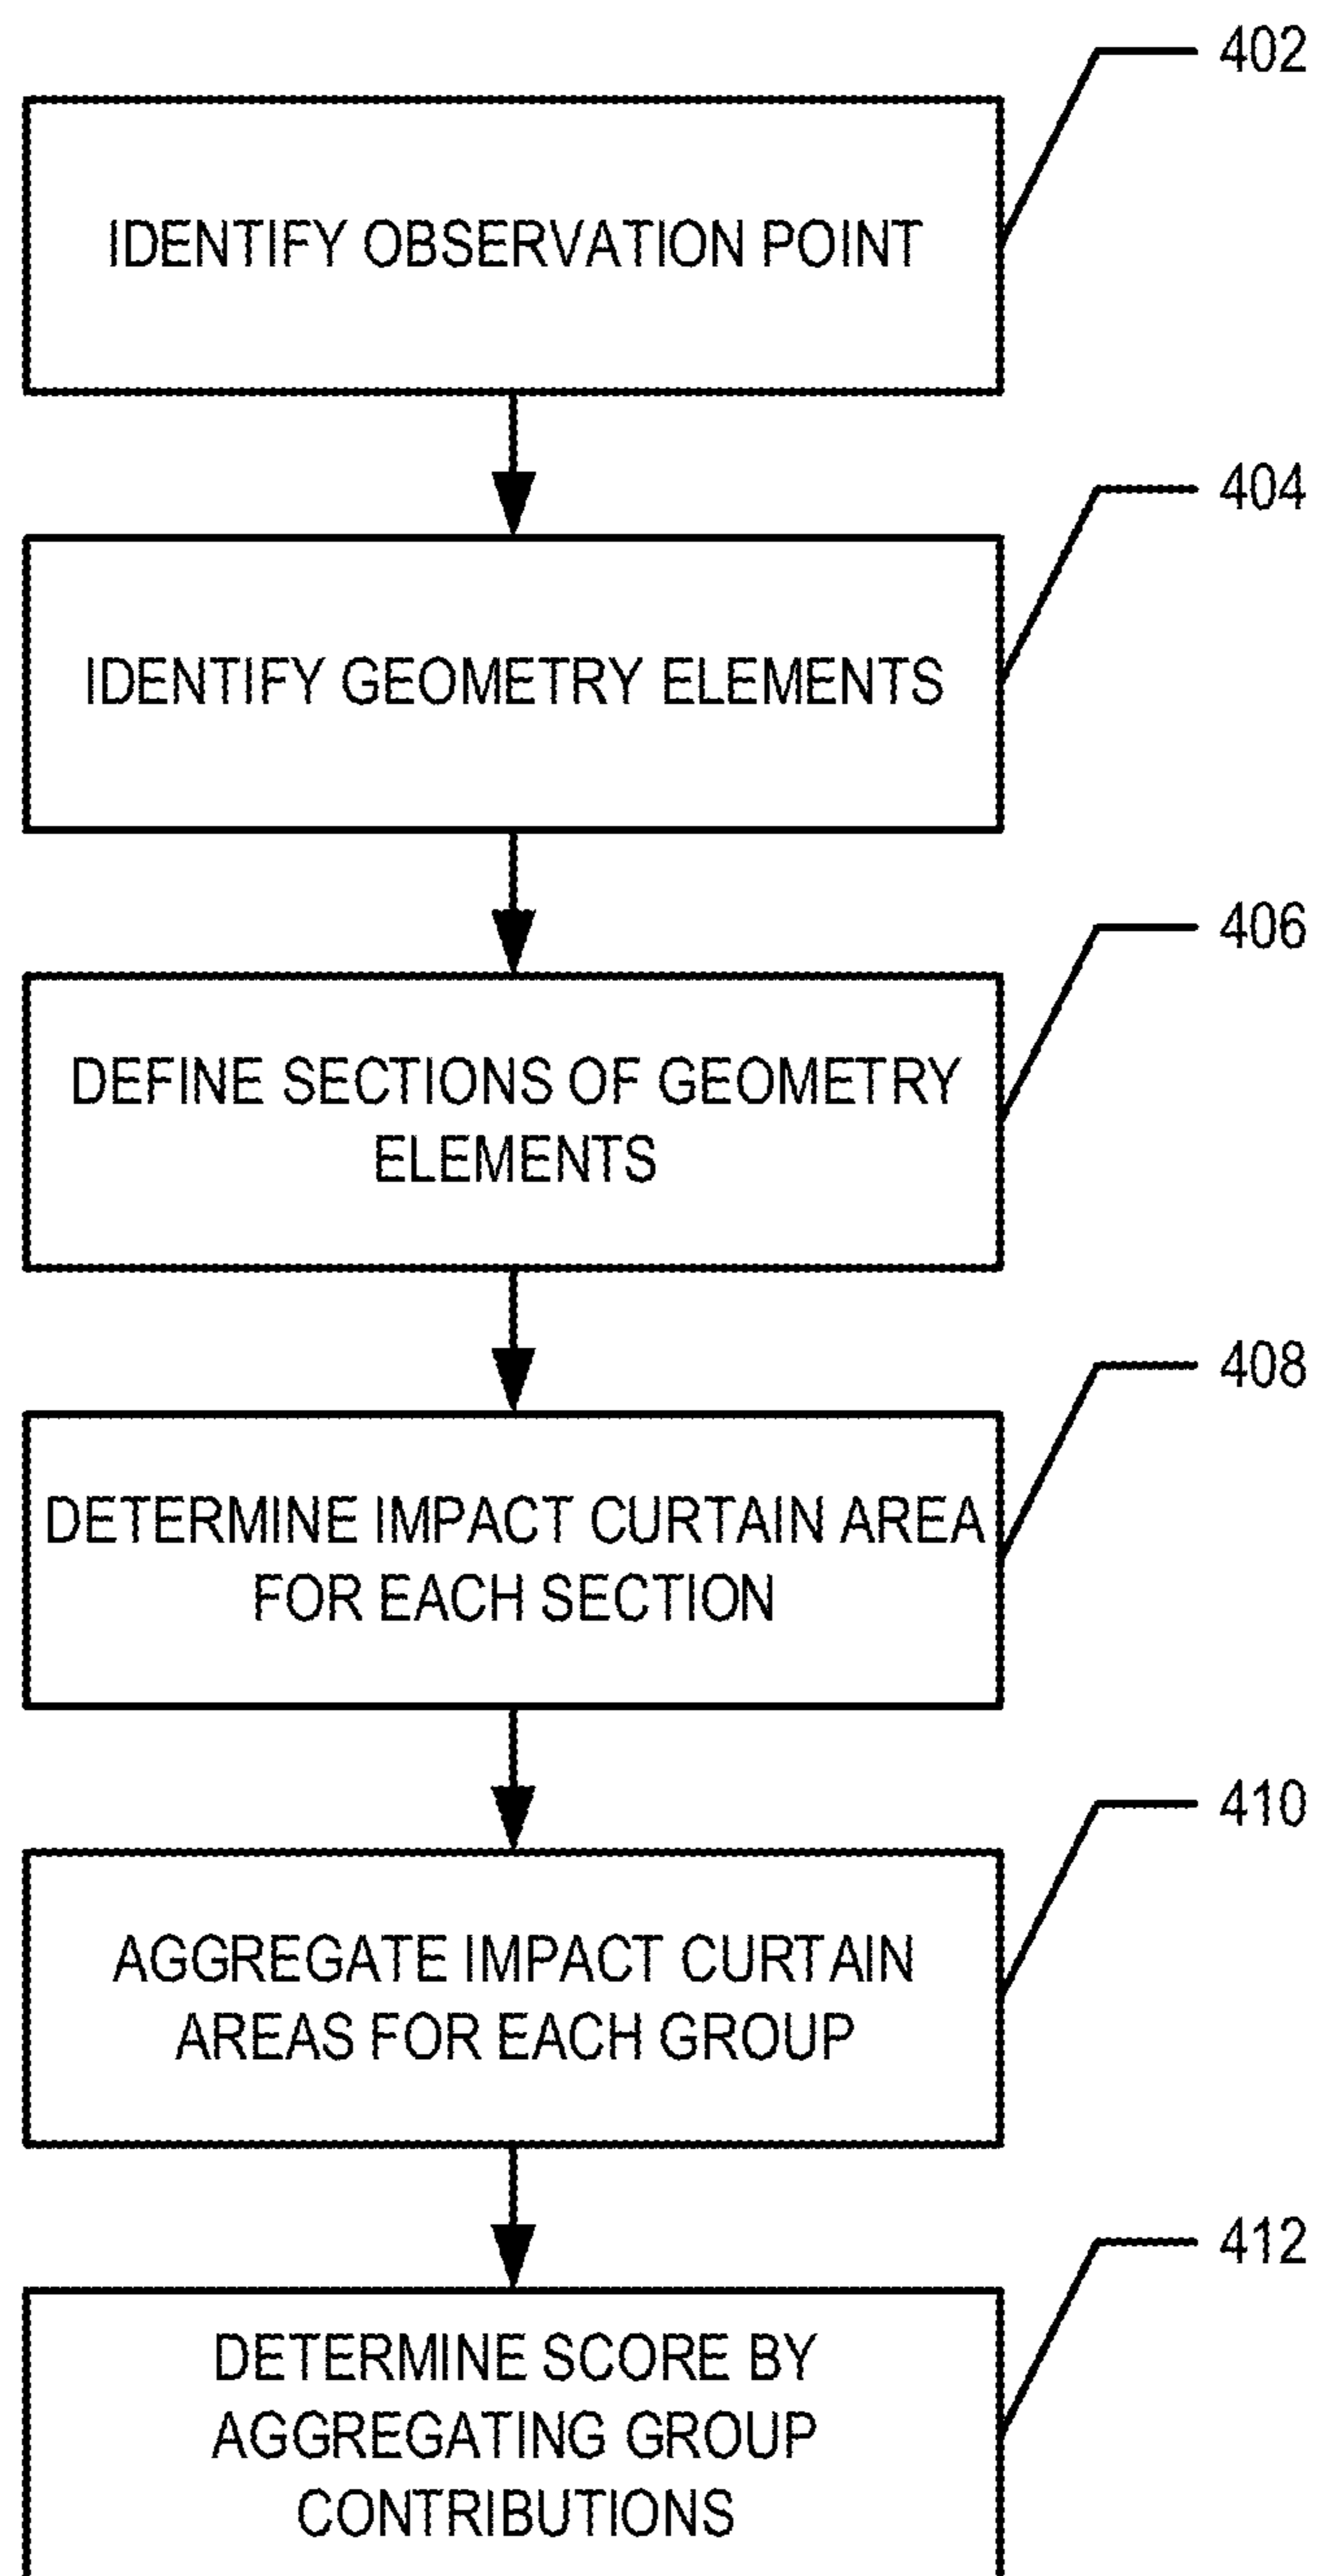 402
IDENTIFY OBSERVATION POINT
404
IDENTIFY GEOMETRY ELEMENTS
406
DEFINE SECTIONS OF GEOMETRY
ELEMENTS
408
DETERMINE IMPACT CURTAIN AREA
FOR EACH SECTION
410
AGGREGATE IMPACT CURTAIN
AREAS FOR EACH GROUP
412
DETERMINE SCORE BY
AGGREGATING GROUP
CONTRIBUTIONS